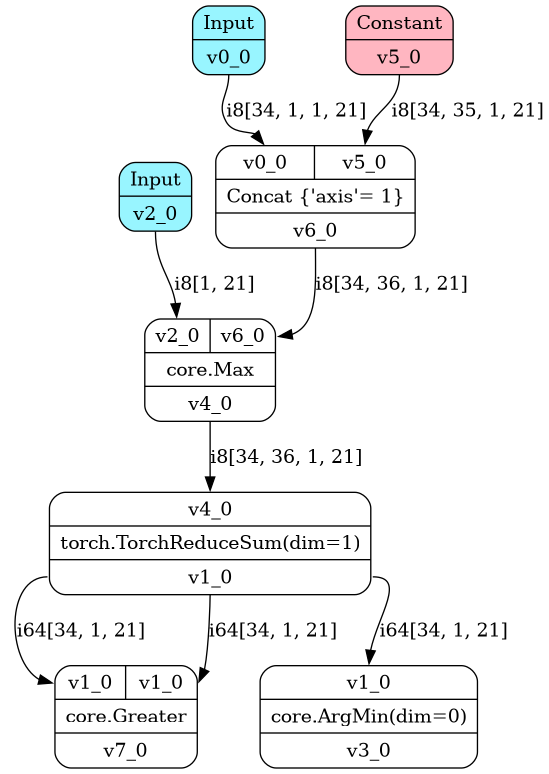 Input
v0_0
Constant
v5_0
i8[34, 1, 1, 21]
i8[34, 35, 1, 21]
v0_0
v5_0
Concat {'axis'= 1}
v6_0
Input
v2_0
i8[1, 21]
i8[34, 36, 1, 21]
v2_0
v6_0
core.Max
v4_0
i8[34, 36, 1, 21]
v4_0
torch.TorchReduceSum(dim=1)
v1_0
i64[34, 1, 21]
i64[34, 1, 21]
i64[34, 1, 21]
v1_0
v1_0
core.Greater
v7_0
v1_0
core.ArgMin(dim=0)
v3_0